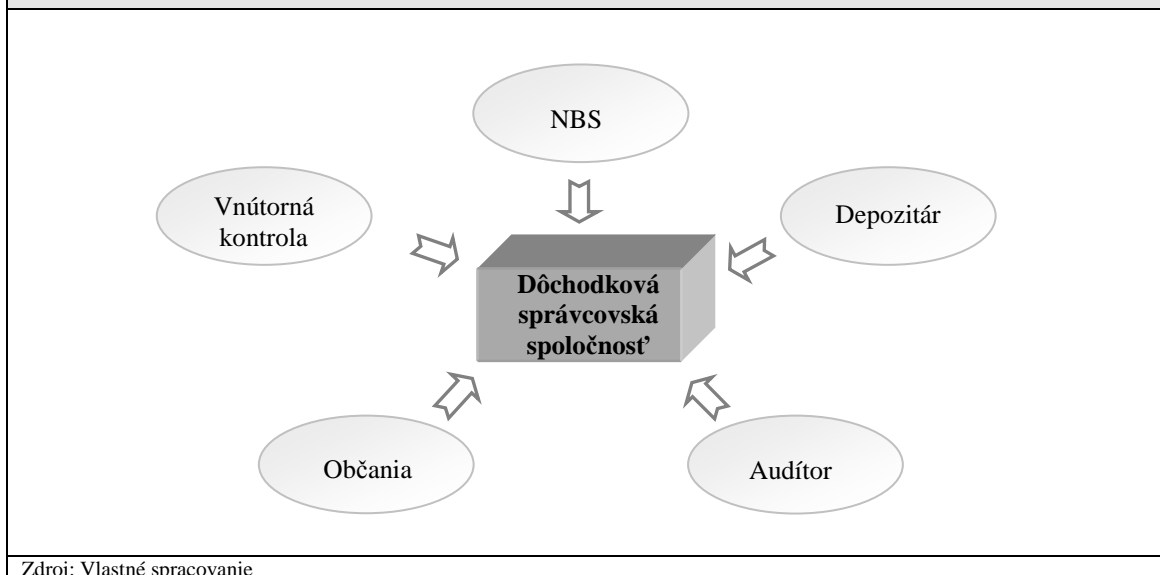 NBS
Vnútorná
kontrola
Depozitár
Dôchodková
správcovská
spoločnosť
Občania
Audítor
Zdroj: Vlastné spracovanie